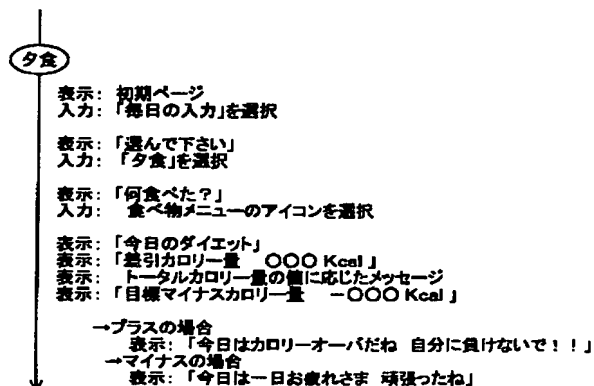 夕食
表示: 初期ページ
入力: 「毎日の入力」を選択
表示: 「選んで下さい」
入力: 「夕食」を選択
表示: 「何食べた？」
入力: 食べ物メニューのアイコンを選択
表示: 「今日のダイエット」
表示: 「差引カロリー量 〇〇〇 Kcal 」
表示: トータルカロリー量の値に応じたメッセージ
表示: 「目標マイナスカロリー量 －〇〇〇 Kcal 」
→プラスの場合
表示: 「今日はカロリーオーバだね 自分に負けないで！！」
→マイナスの場合
表示: 「今日は一日お疲れさま 頑張ったね」